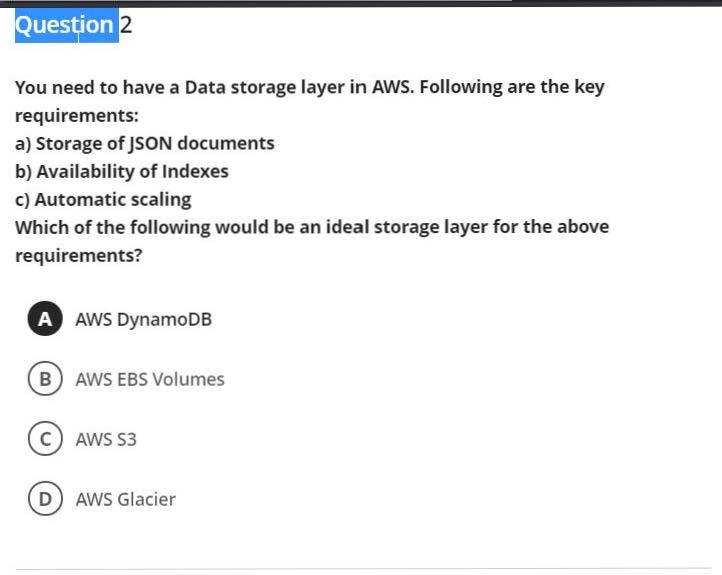 Question 2
You need to have a Data storage layer in AWS. Following are the key
requirements:
a) Storage of JSON documents
b) Availability of Indexes
c) Automatic scaling
Which of the following would be an ideal storage layer for the above
requirements?
A AWS DynamoDB
B AWS EBS Volumes
C AWS S3
D AWS Glacier